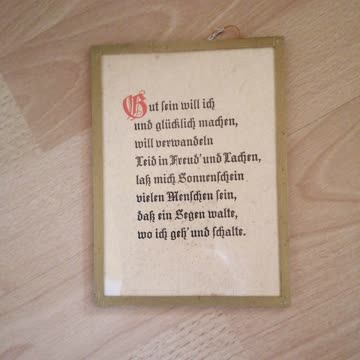 Gut sein will ich
und glücklich machen,
will verwandeln
Leid in Freud' und Lachen,
laß mich Sonnenschein
vielen Menschen sein,
daß ein Segen walte,
wo ich geh' und schalte.